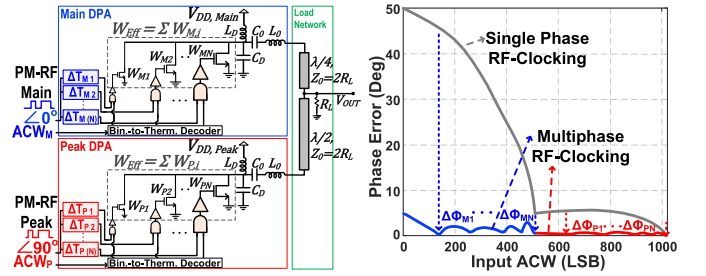 Main DPA
W_Eff=Σ W_M,i
V_DD, Main
Load
Network
L_D
C_0
L_0
C_D
W_M1
W_M2
W_MN
PM-RF
Main
∠0°
ACW_M
ΔT_M 1
ΔT_M 2
ΔT_M (N)
Bin.-to-Therm. Decoder
λ/4,
Z_0=2R_L
R_L
V_OUT
λ/2,
Z_0=2R_L
Peak DPA
W_Eff=Σ W_P,i
V_DD, Peak
L_D
C_0
L_0
C_D
W_P1
W_P2
W_PN
PM-RF
Peak
∠90°
ACW_P
ΔT_P 1
ΔT_P 2
ΔT_P (N)
Bin.-to-Therm. Decoder
Phase Error (Deg)
50
40
30
20
10
0
Single Phase
RF-Clocking
Multiphase
RF-Clocking
ΔΦ_M1
ΔΦ_MN
ΔΦ_P1
ΔΦ_PN
0
200
400
600
800
1000
Input ACW (LSB)